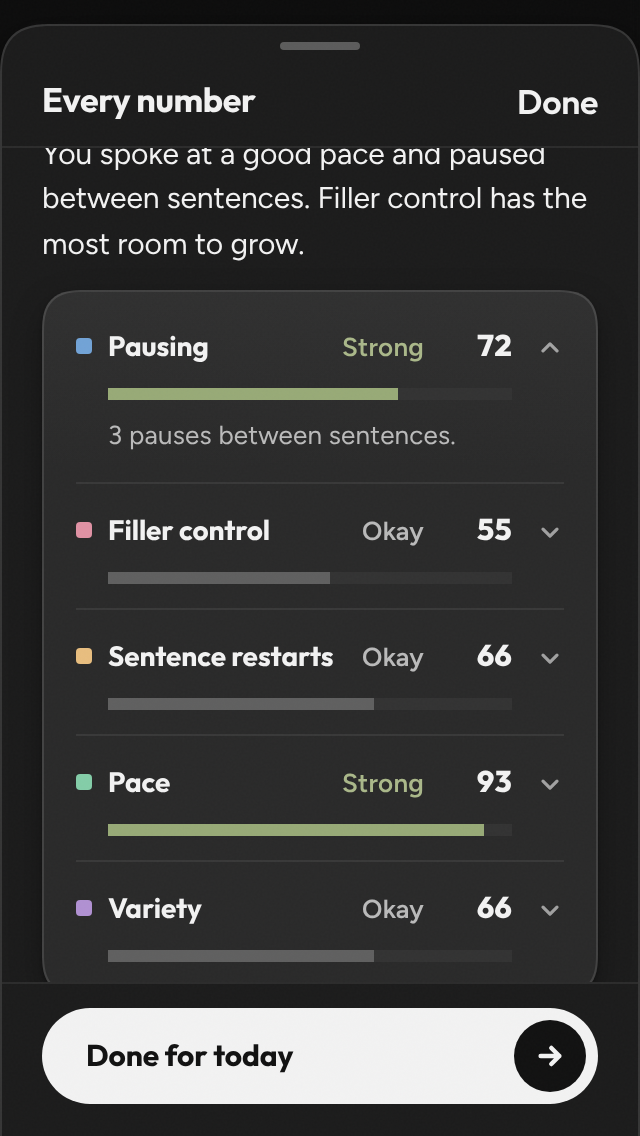 Every number
Done
You spoke at a good pace and paused
between sentences. Filler control has the
most room to grow.
Pausing Strong 72
3 pauses between sentences.
Filler control Okay 55
Sentence restarts Okay 66
Pace Strong 93
Variety Okay 66
Done for today